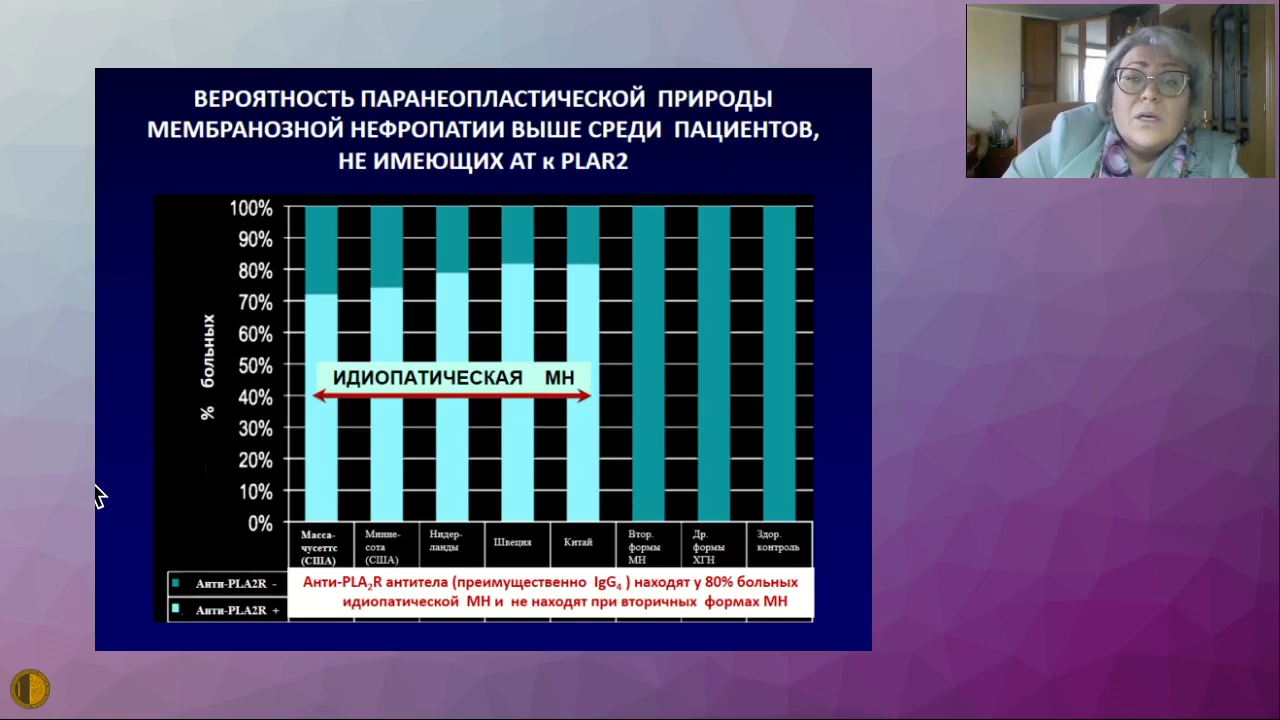 ВЕРОЯТНОСТЬ ПАРАНЕОПЛАСТИЧЕСКОЙ ПРИРОДЫ
МЕМБРАНОЗНОЙ НЕФРОПАТИИ ВЫШЕ СРЕДИ ПАЦИЕНТОВ,
НЕ ИМЕЮЩИХ АТ к PLAR2
100%
90%
80%
70%
60%
50%
40%
30%
20%
10%
0%
% больных
ИДИОПАТИЧЕСКАЯ МН
Масса-
чусеттс
(США)
Минне-
сота
(США)
Нидер-
ланды
Швеция
Китай
Втор.
формы
МН
Др.
формы
ХГН
Здор.
контроль
Анти-PLA2R -
Анти-PLA2R +
Анти-PLA₂R антитела (преимущественно IgG₄ ) находят у 80% больных
идиопатической МН и не находят при вторичных формах МН